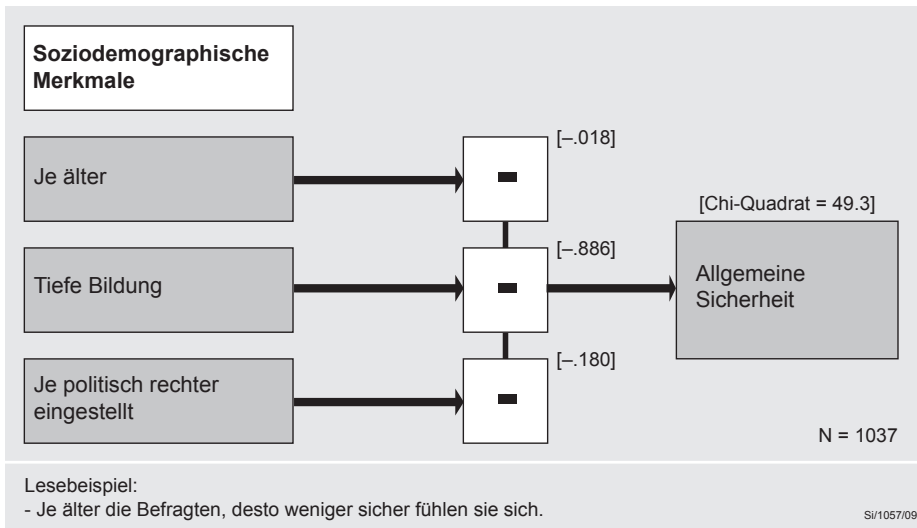 Soziodemographische
Merkmale
[–.018]
Je älter
[Chi-Quadrat = 49.3]
[–.886]
Tiefe Bildung
Allgemeine
Sicherheit
[–.180]
Je politisch rechter
eingestellt
N = 1037
Lesebeispiel:
- Je älter die Befragten, desto weniger sicher fühlen sie sich.
Si/1057/09